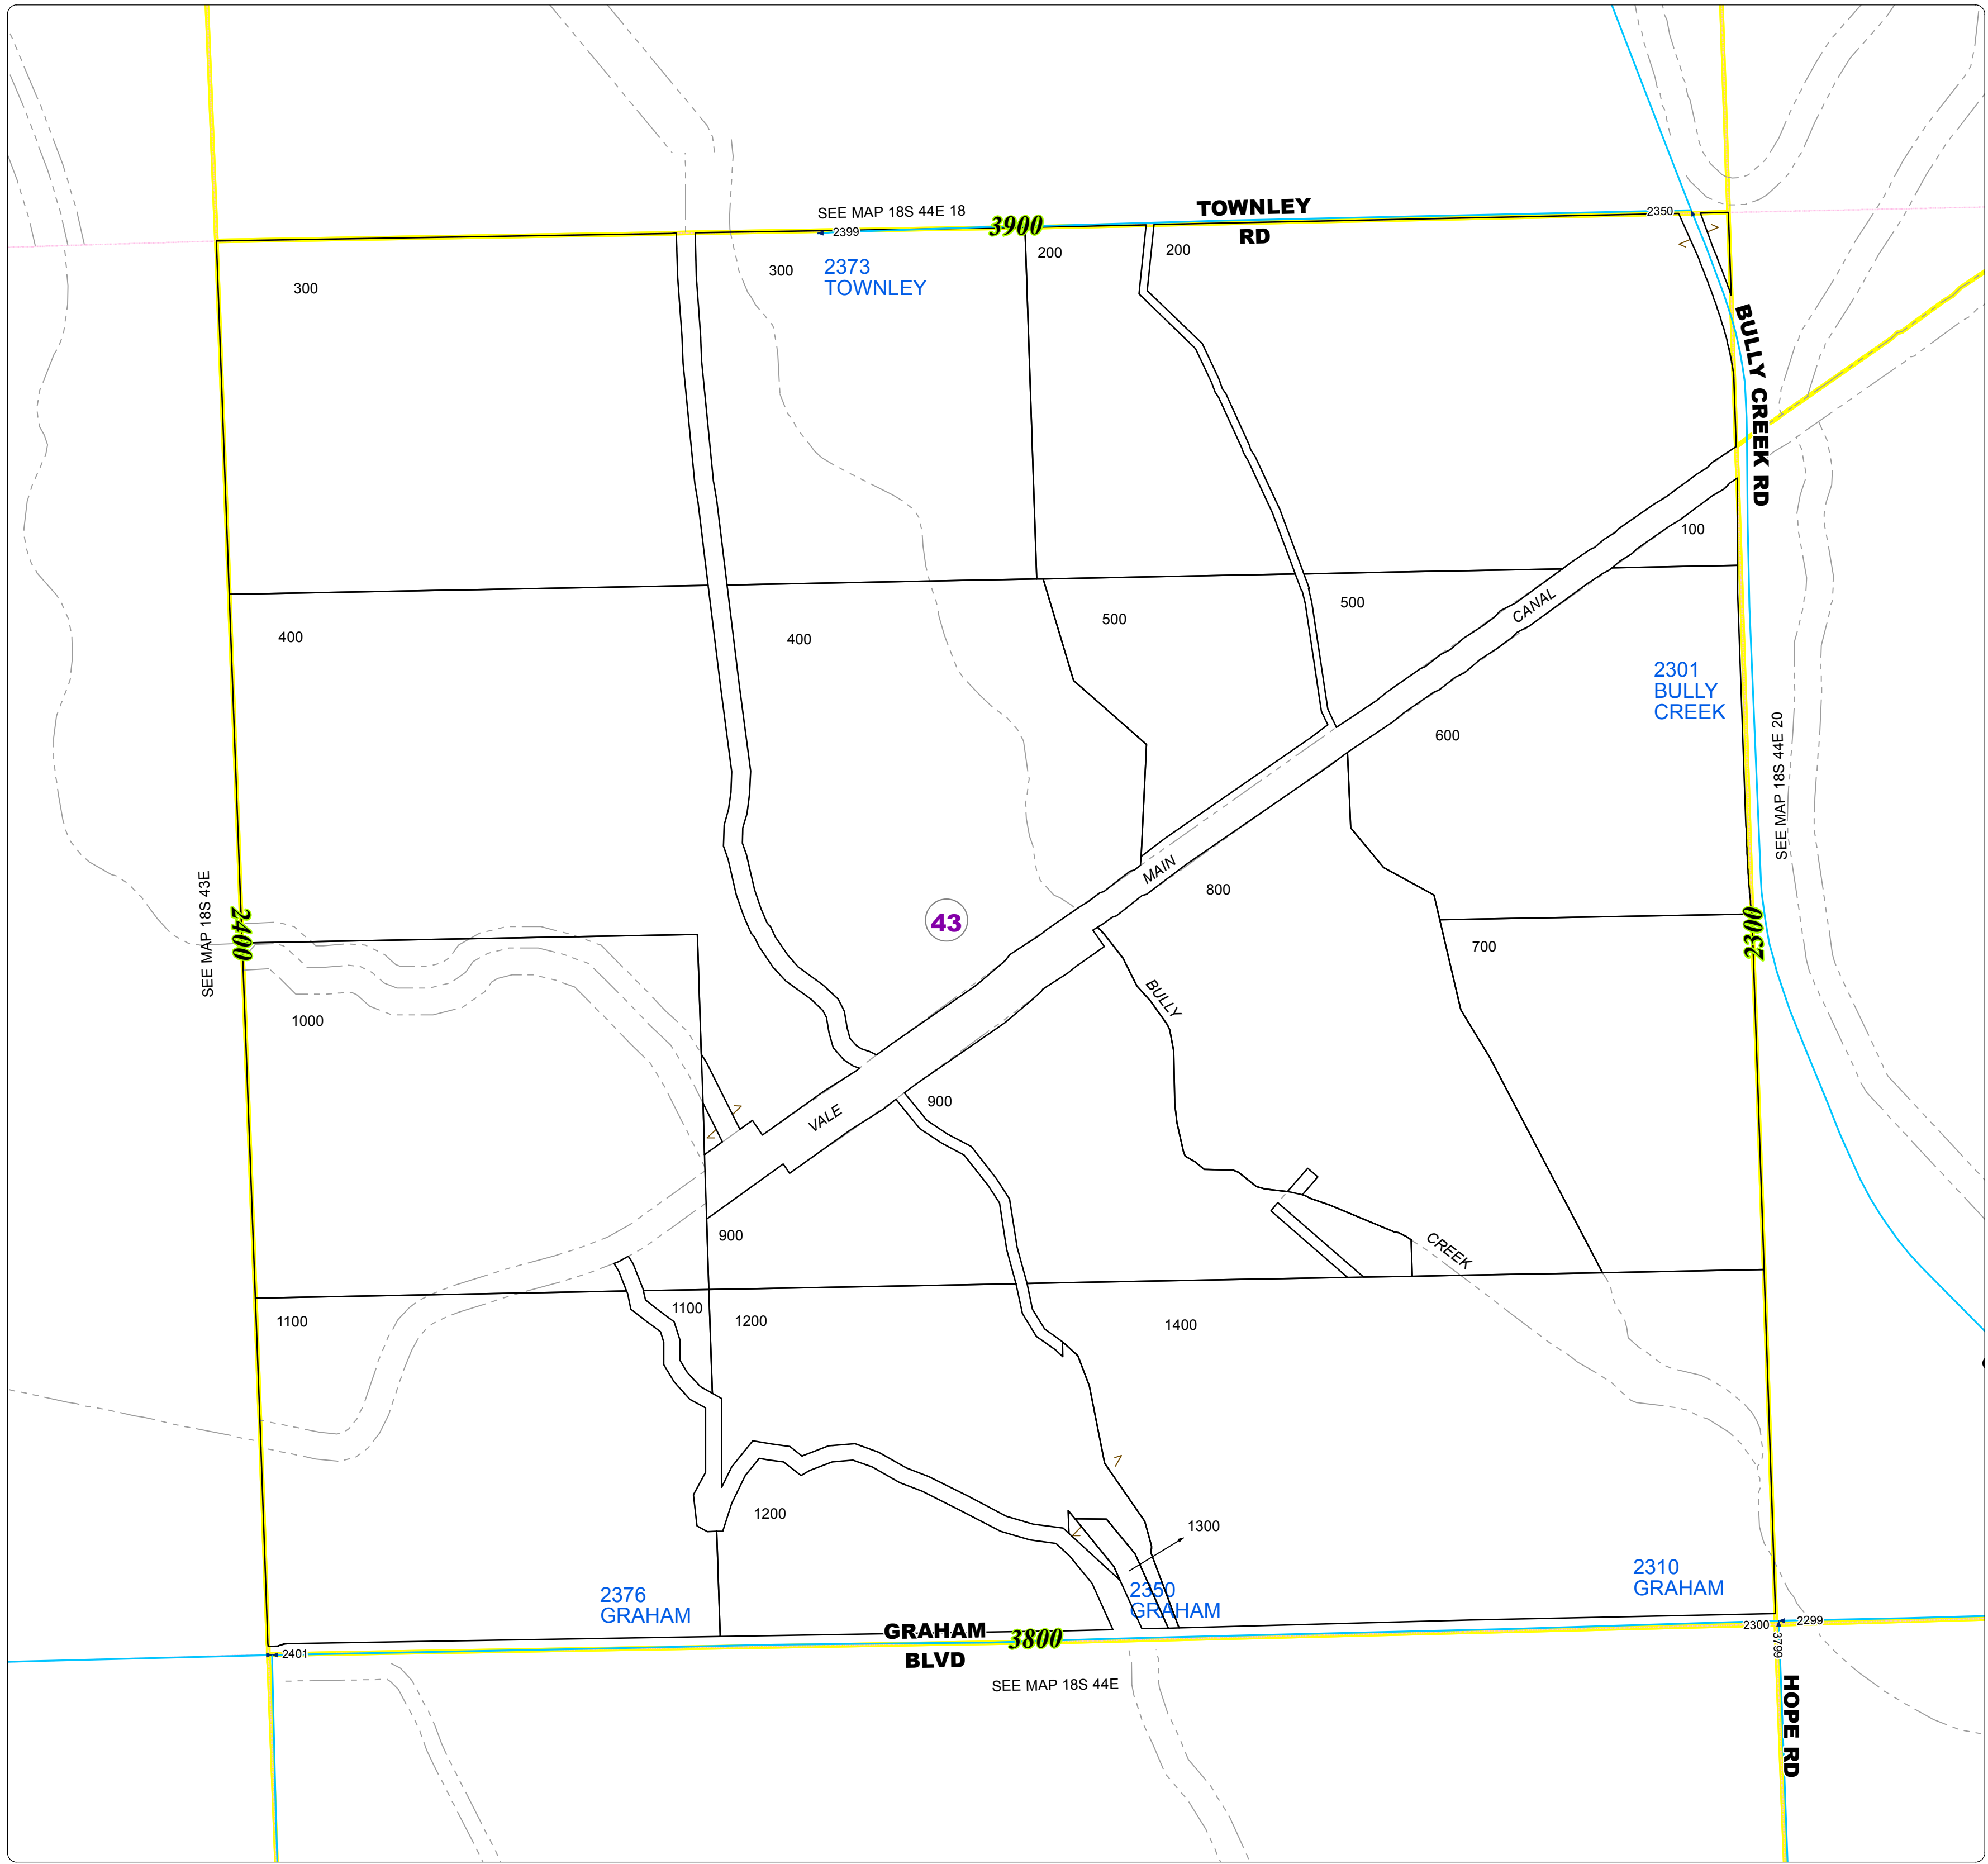 SEE MAP 18S 44E 18
3900
TOWNLEY
RD
2399
2350
300
300
2373
TOWNLEY
200
200
BULLY CREEK RD
100
400
400
500
500
CANAL
2301
BULLY
CREEK
600
SEE MAP 18S 44E 20
MAIN
800
SEE MAP 18S 43E
2400
43
2300
700
BULLY
1000
900
VALE
900
CREEK
1100
1100
1200
1400
1200
1300
2376
GRAHAM
2350
GRAHAM
2310
GRAHAM
GRAHAM
BLVD
3800
2300
2299
2401
3799
SEE MAP 18S 44E
HOPE RD